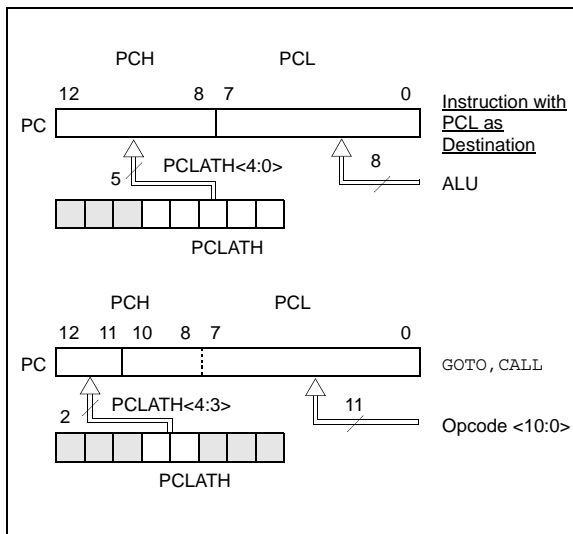 PCH PCL
12 8 7 0
Instruction with
PCL as
Destination
PC
5 PCLATH<4:0> 8
ALU
PCLATH
PCH PCL
12 11 10 8 7 0
PC GOTO, CALL
2 PCLATH<4:3> 11
Opcode <10:0>
PCLATH